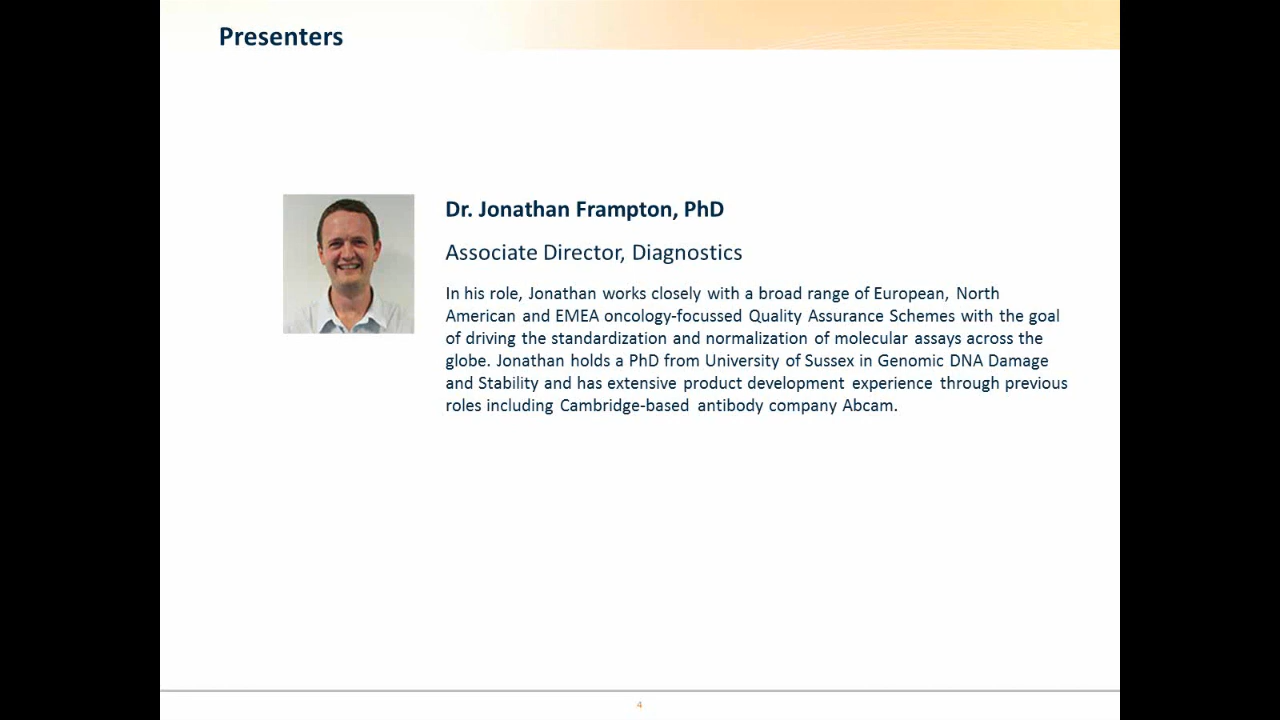 Presenters
Dr. Jonathan Frampton, PhD
Associate Director, Diagnostics
In his role, Jonathan works closely with a broad range of European, North
American and EMEA oncology-focussed Quality Assurance Schemes with the goal
of driving the standardization and normalization of molecular assays across the
globe. Jonathan holds a PhD from University of Sussex in Genomic DNA Damage
and Stability and has extensive product development experience through previous
roles including Cambridge-based antibody company Abcam.
4